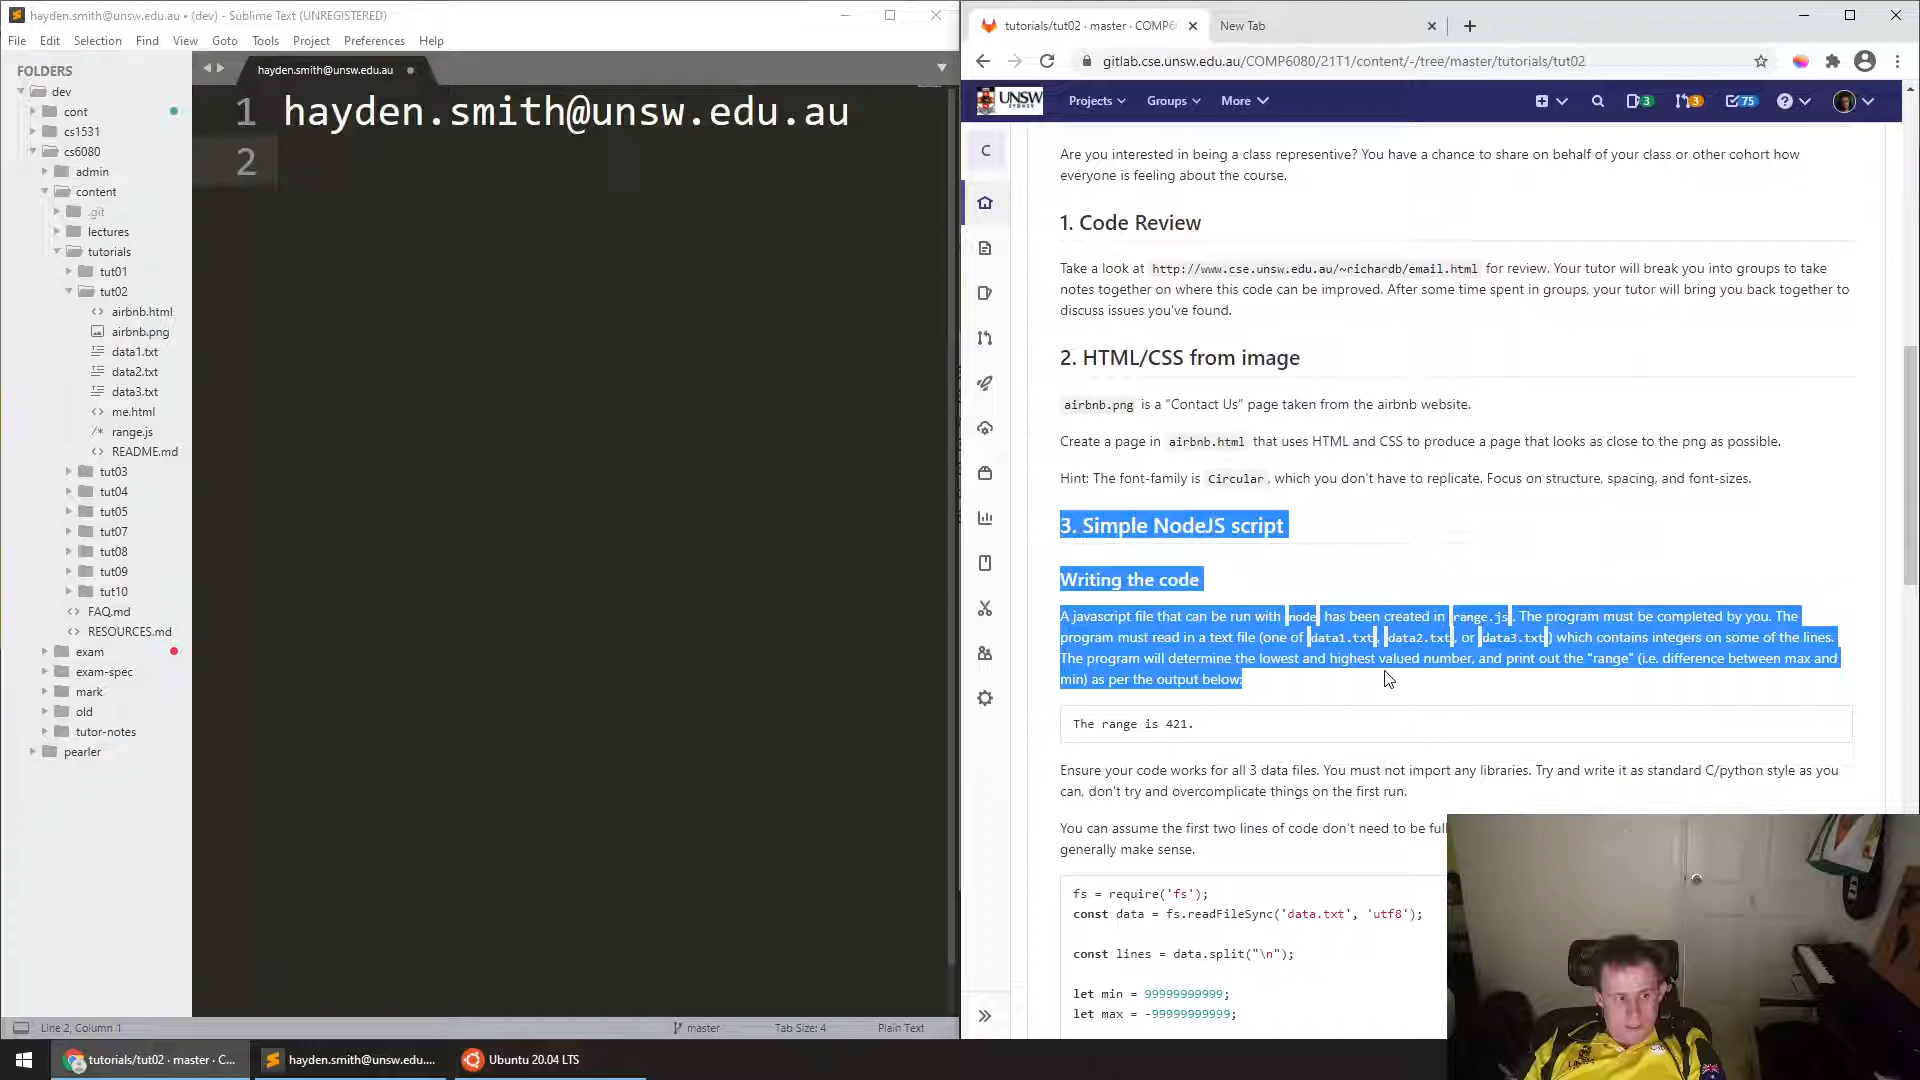 hayden.smith@unsw.edu.au • (dev) - Sublime Text (UNREGISTERED)
File Edit Selection Find View Goto Tools Project Preferences Help
FOLDERS
dev
cont
cs1531
cs6080
admin
content
.git
lectures
tutorials
tut01
tut02
airbnb.html
airbnb.png
data1.txt
data2.txt
data3.txt
me.html
range.js
README.md
tut03
tut04
tut05
tut07
tut08
tut09
tut10
FAQ.md
RESOURCES.md
exam
exam-spec
mark
old
tutor-notes
pearler
hayden.smith@unsw.edu.au
1 hayden.smith@unsw.edu.au
2
Line 2, Column 1 master Tab Size: 4 Plain Text
tutorials/tut02 · master · COMP6 New Tab
gitlab.cse.unsw.edu.au/COMP6080/21T1/content/-/tree/master/tutorials/tut02
UNSW SYDNEY Projects Groups More 3 3 75
C
Are you interested in being a class representive? You have a chance to share on behalf of your class or other cohort how
everyone is feeling about the course.
1. Code Review
Take a look at http://www.cse.unsw.edu.au/~richardb/email.html for review. Your tutor will break you into groups to take
notes together on where this code can be improved. After some time spent in groups, your tutor will bring you back together to
discuss issues you've found.
2. HTML/CSS from image
airbnb.png is a "Contact Us" page taken from the airbnb website.
Create a page in airbnb.html that uses HTML and CSS to produce a page that looks as close to the png as possible.
Hint: The font-family is Circular, which you don't have to replicate. Focus on structure, spacing, and font-sizes.
3. Simple NodeJS script
Writing the code
A javascript file that can be run with node has been created in range.js. The program must be completed by you. The
program must read in a text file (one of data1.txt, data2.txt, or data3.txt) which contains integers on some of the lines.
The program will determine the lowest and highest valued number, and print out the "range" (i.e. difference between max and
min) as per the output below:
The range is 421.
Ensure your code works for all 3 data files. You must not import any libraries. Try and write it as standard C/python style as you
can, don't try and overcomplicate things on the first run.
You can assume the first two lines of code don't need to be ful
generally make sense.
fs = require('fs');
const data = fs.readFileSync('data.txt', 'utf8');
const lines = data.split("\n");
let min = 99999999999;
let max = -99999999999;
tutorials/tut02 · master · C... hayden.smith@unsw.edu.... Ubuntu 20.04 LTS